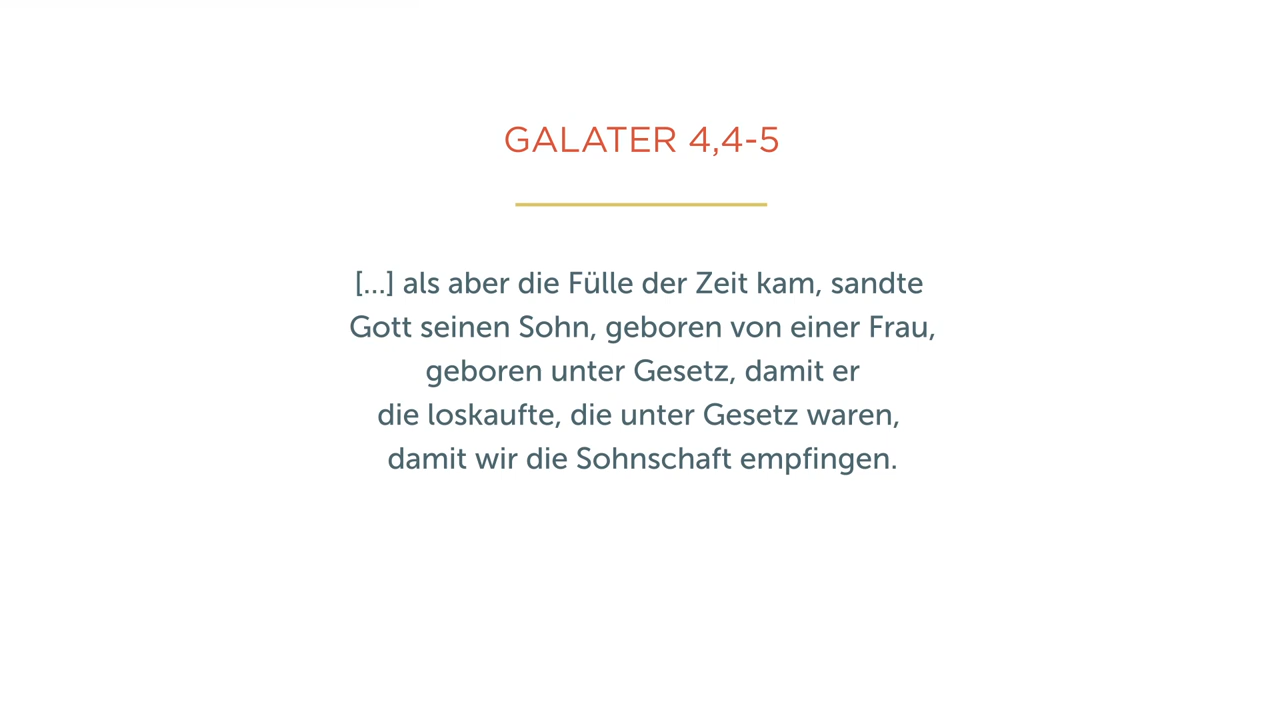 GALATER 4,4-5
[...] als aber die Fülle der Zeit kam, sandte
Gott seinen Sohn, geboren von einer Frau,
geboren unter Gesetz, damit er
die loskaufte, die unter Gesetz waren,
damit wir die Sohnschaft empfingen.